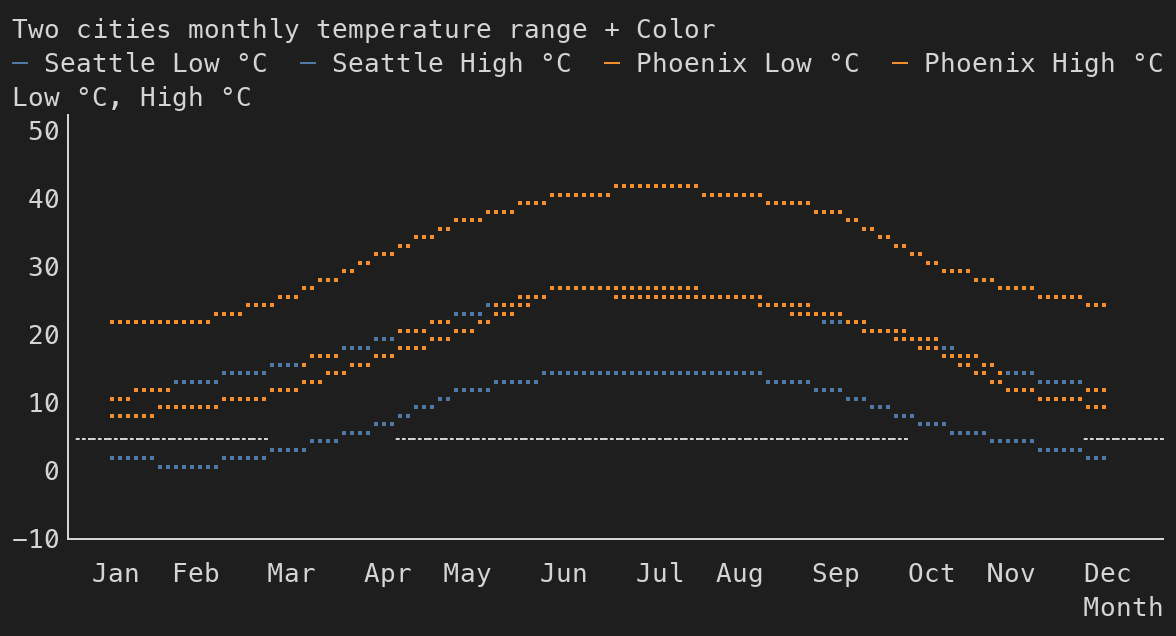 Two cities monthly temperature range + Color
— Seattle Low °C — Seattle High °C — Phoenix Low °C — Phoenix High °C
Low °C, High °C
50
40
30
20
10
0
−10
Jan Feb Mar Apr May Jun Jul Aug Sep Oct Nov Dec
Month